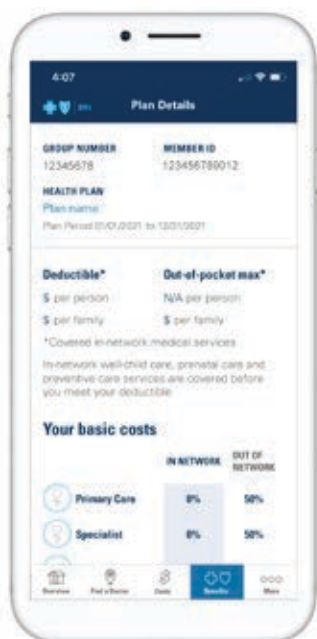 4:07
Plan Details
GROUP NUMBER MEMBER ID
12345678 123456789012
HEALTH PLAN
Plan name
Plan Period 01/01/2021 to 12/31/2021
Deductible* Out-of-pocket max*
$ per person N/A per person
$ per family $ per family
*Covered in-network medical services
In-network well-child care, prenatal care and
preventive care services are covered before
you meet your deductible
Your basic costs
IN NETWORK OUT OF
NETWORK
Primary Care 0% 50%
Specialist 0% 50%
Overview Find a Doctor Costs Benefits More